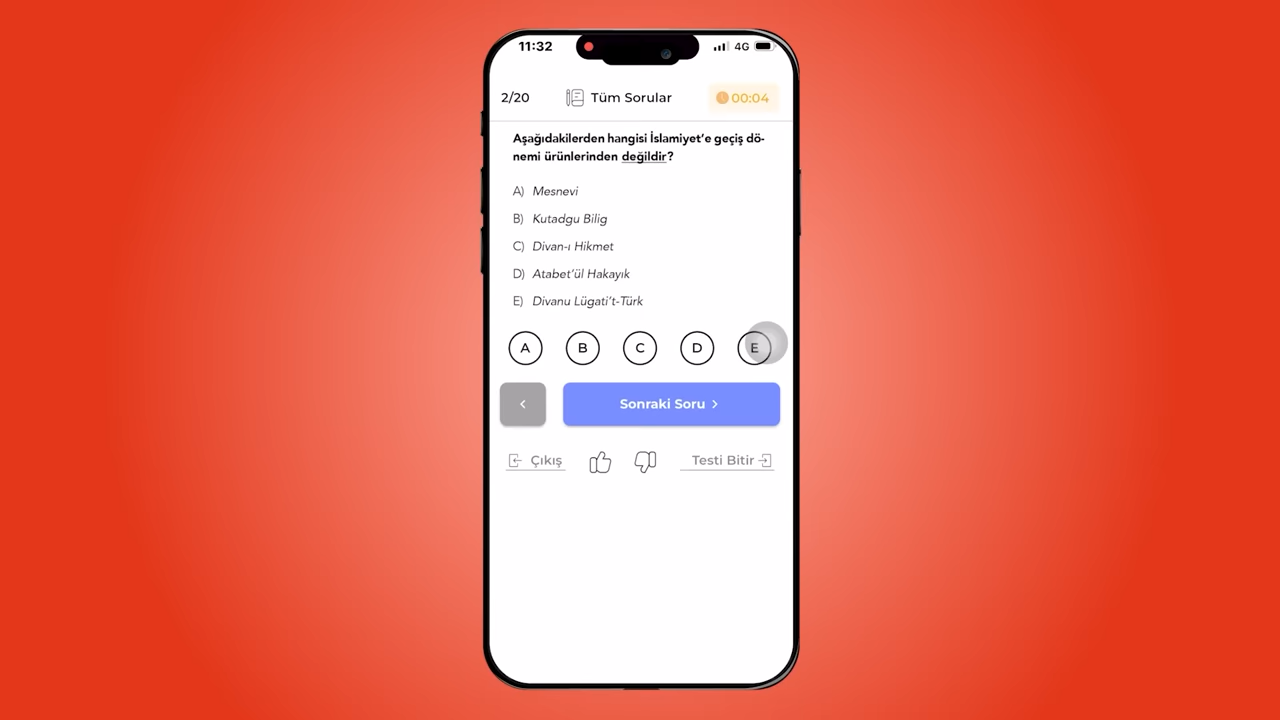 11:32
4G
2/20
Tüm Sorular
00:04
Aşağıdakilerden hangisi İslamiyet'e geçiş dö-
nemi ürünlerinden değildir?
A) Mesnevi
B) Kutadgu Bilig
C) Divan-ı Hikmet
D) Atabet'ül Hakayık
E) Divanu Lügati't-Türk
A B C D E
Sonraki Soru
Çıkış
Testi Bitir